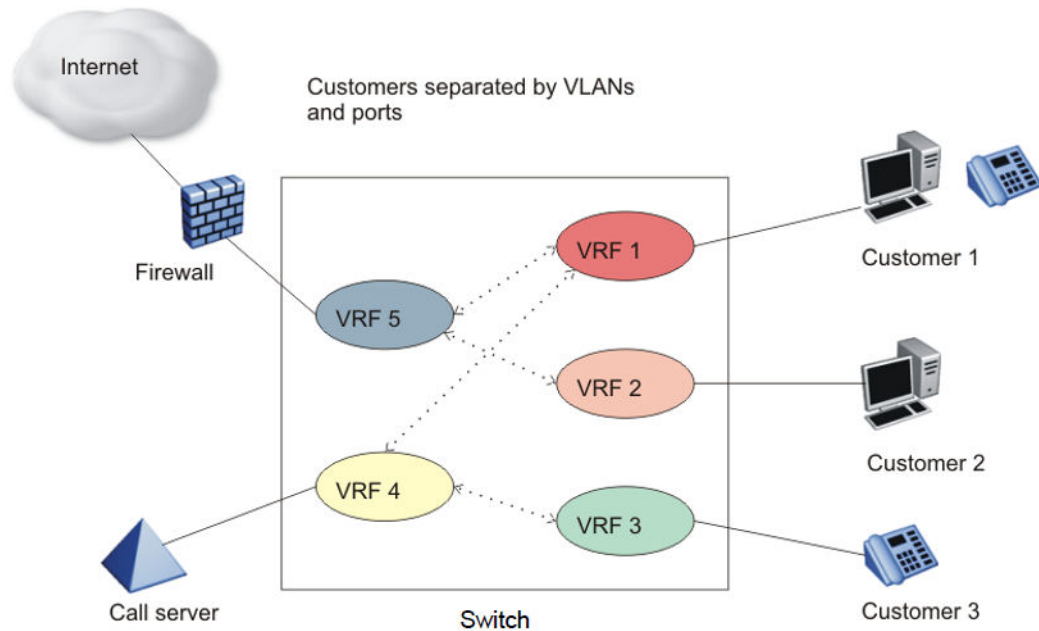 Internet
Customers separated by VLANs
and ports
Firewall
VRF 1
Customer 1
VRF 5
VRF 2
Customer 2
VRF 4
VRF 3
Call server
Customer 3
Switch